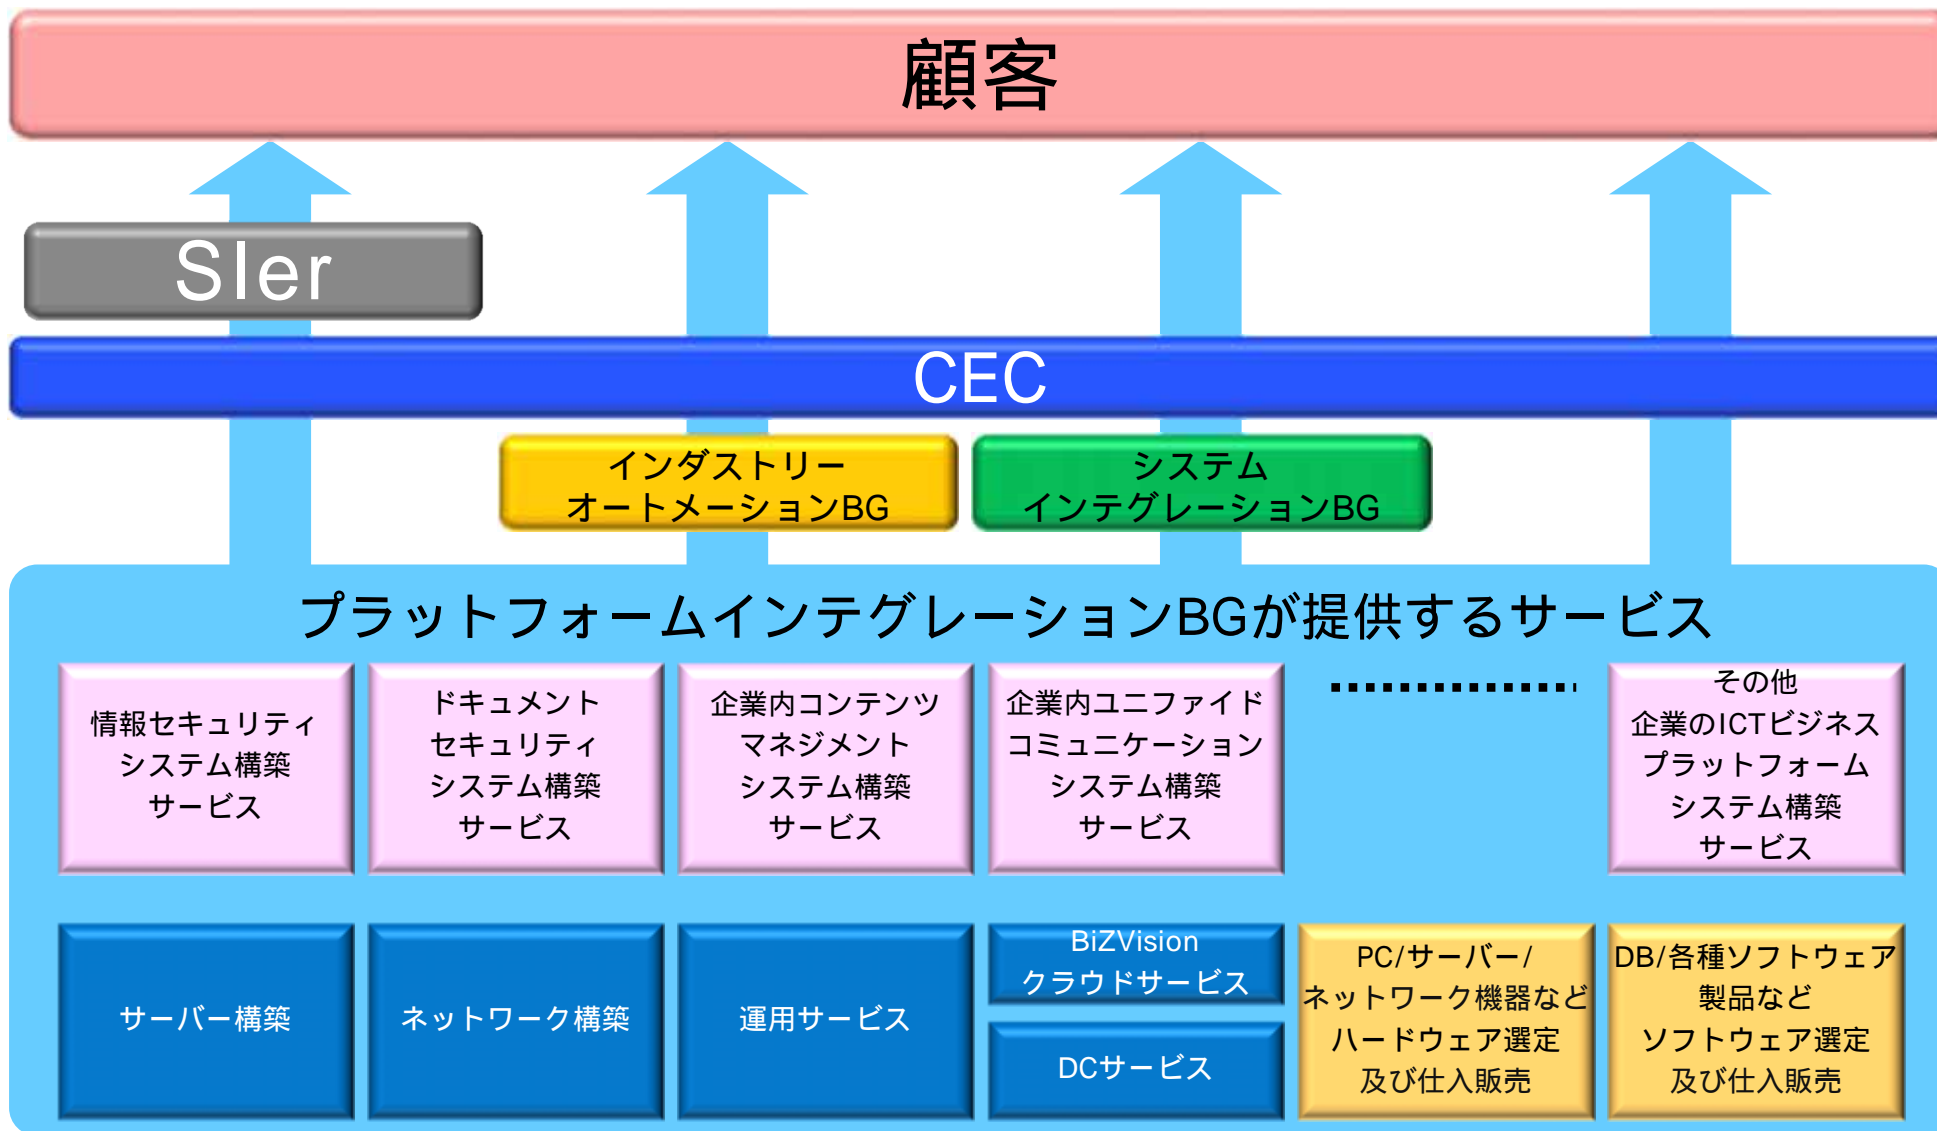 顧客
SIer
CEC
インダストリー
オートメーションBG
システム
インテグレーションBG
プラットフォームインテグレーションBGが提供するサービス
情報セキュリティ
システム構築
サービス
ドキュメント
セキュリティ
システム構築
サービス
企業内コンテンツ
マネジメント
システム構築
サービス
企業内ユニファイド
コミュニケーション
システム構築
サービス
その他
企業のICTビジネス
プラットフォーム
システム構築
サービス
サーバー構築
ネットワーク構築
運用サービス
BiZVision
クラウドサービス
DCサービス
PC/サーバー/
ネットワーク機器など
ハードウェア選定
及び仕入販売
DB/各種ソフトウェア
製品など
ソフトウェア選定
及び仕入販売